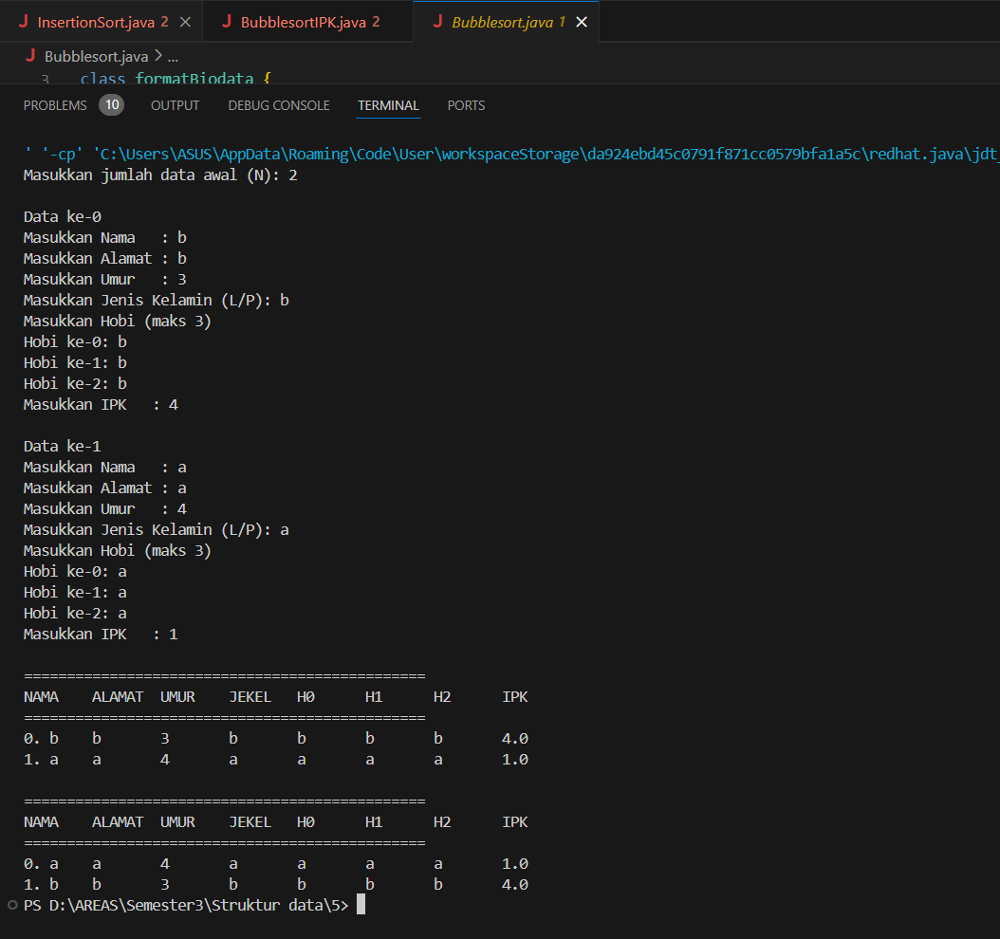 InsertionSort.java 2 BubblesortIPK.java 2 Bubblesort.java 1
Bubblesort.java > ...
3 class formatBiodata {
PROBLEMS 10 OUTPUT DEBUG CONSOLE TERMINAL PORTS
' '-cp' 'C:\Users\ASUS\AppData\Roaming\Code\User\workspaceStorage\da924ebd45c0791f871cc0579bfa1a5c\redhat.java\jdt_
Masukkan jumlah data awal (N): 2
Data ke-0
Masukkan Nama   : b
Masukkan Alamat : b
Masukkan Umur   : 3
Masukkan Jenis Kelamin (L/P): b
Masukkan Hobi (maks 3)
Hobi ke-0: b
Hobi ke-1: b
Hobi ke-2: b
Masukkan IPK   : 4
Data ke-1
Masukkan Nama   : a
Masukkan Alamat : a
Masukkan Umur   : 4
Masukkan Jenis Kelamin (L/P): a
Masukkan Hobi (maks 3)
Hobi ke-0: a
Hobi ke-1: a
Hobi ke-2: a
Masukkan IPK   : 1
===============================================
NAMA    ALAMAT  UMUR    JEKEL   H0      H1      H2      IPK
===============================================
0. b    b       3       b       b       b       b       4.0
1. a    a       4       a       a       a       a       1.0
===============================================
NAMA    ALAMAT  UMUR    JEKEL   H0      H1      H2      IPK
===============================================
0. a    a       4       a       a       a       a       1.0
1. b    b       3       b       b       b       b       4.0
PS D:\AREAS\Semester3\Struktur data\5>